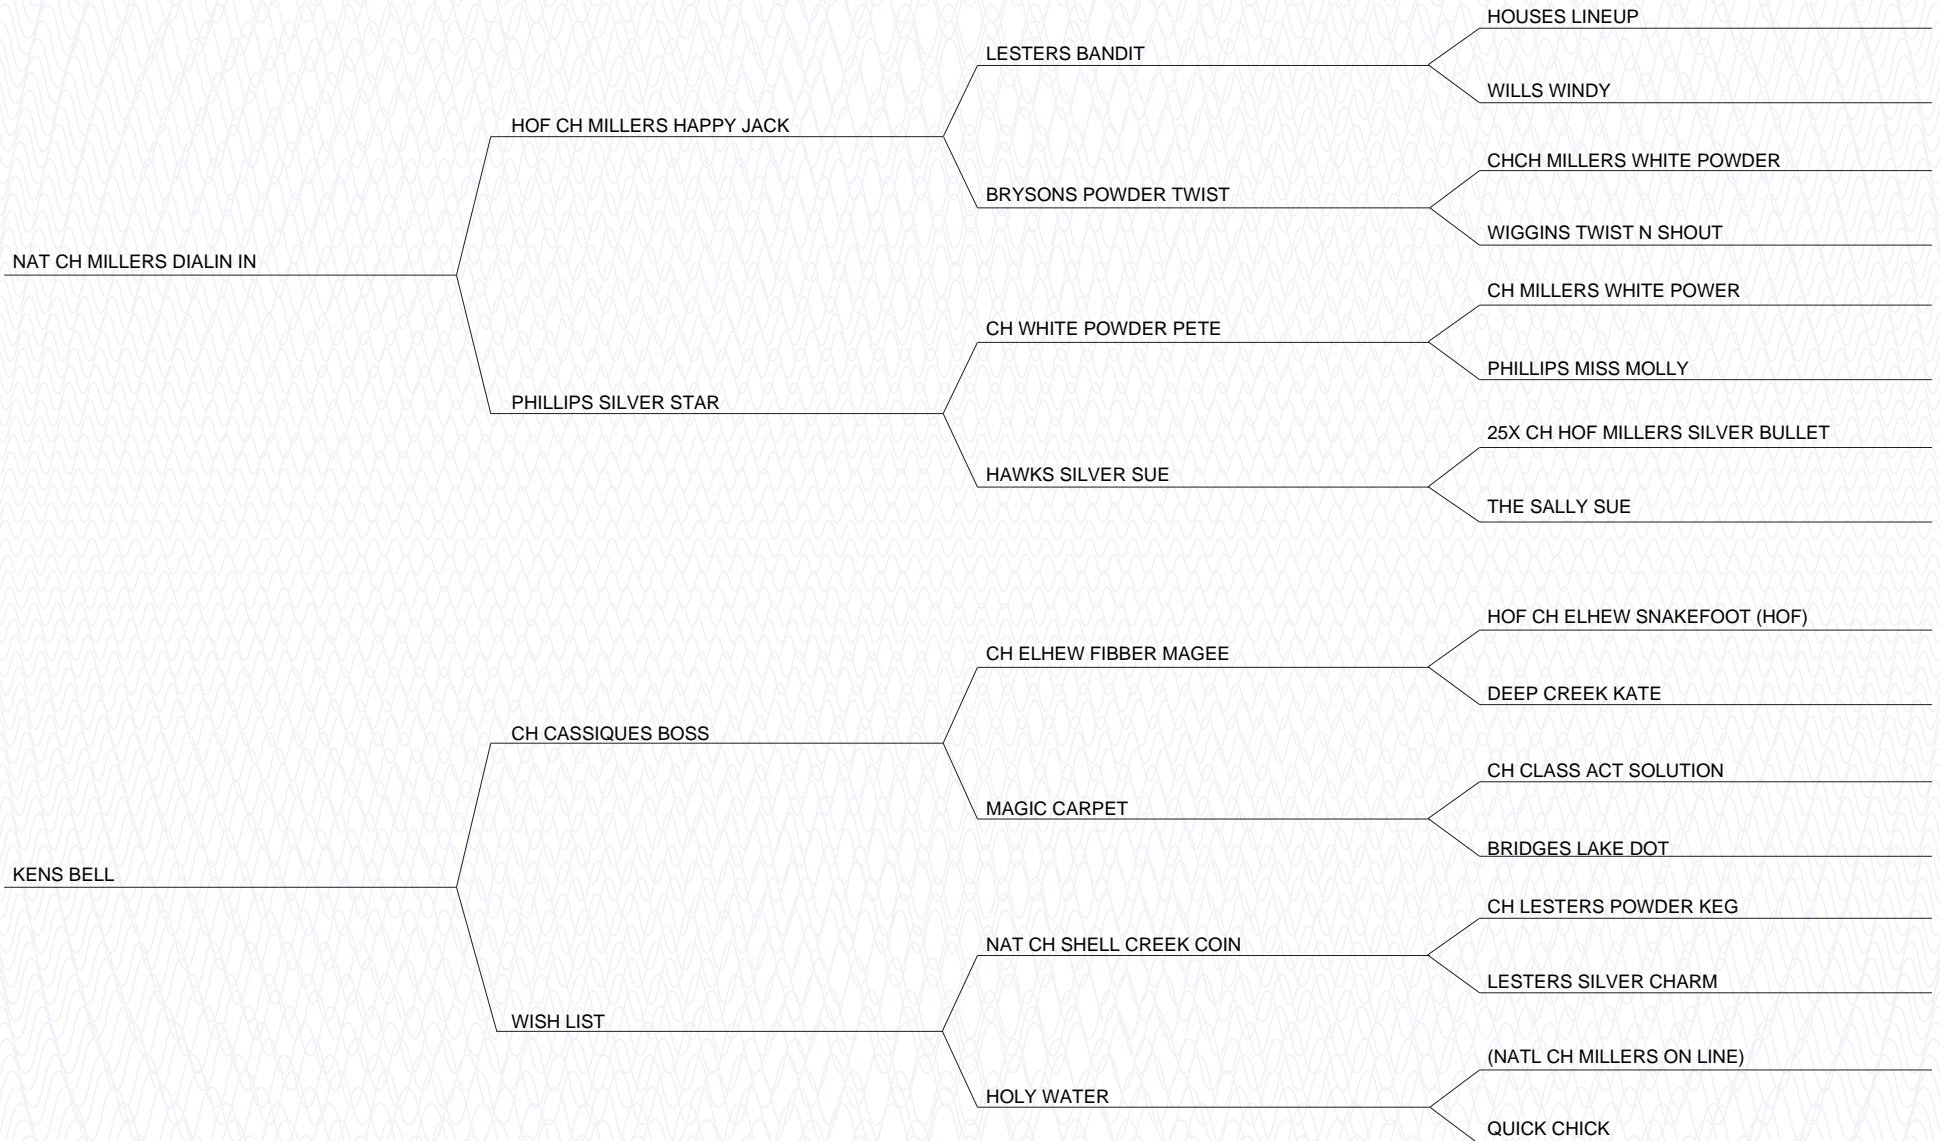 HOUSES LINEUP
LESTERS BANDIT
WILLS WINDY
HOF CH MILLERS HAPPY JACK
CHCH MILLERS WHITE POWDER
BRYSONS POWDER TWIST
WIGGINS TWIST N SHOUT
NAT CH MILLERS DIALIN IN
CH MILLERS WHITE POWER
CH WHITE POWDER PETE
PHILLIPS MISS MOLLY
PHILLIPS SILVER STAR
25X CH HOF MILLERS SILVER BULLET
HAWKS SILVER SUE
THE SALLY SUE
HOF CH ELHEW SNAKEFOOT (HOF)
CH ELHEW FIBBER MAGEE
DEEP CREEK KATE
CH CASSIQUES BOSS
CH CLASS ACT SOLUTION
MAGIC CARPET
BRIDGES LAKE DOT
KENS BELL
CH LESTERS POWDER KEG
NAT CH SHELL CREEK COIN
LESTERS SILVER CHARM
WISH LIST
(NATL CH MILLERS ON LINE)
HOLY WATER
QUICK CHICK